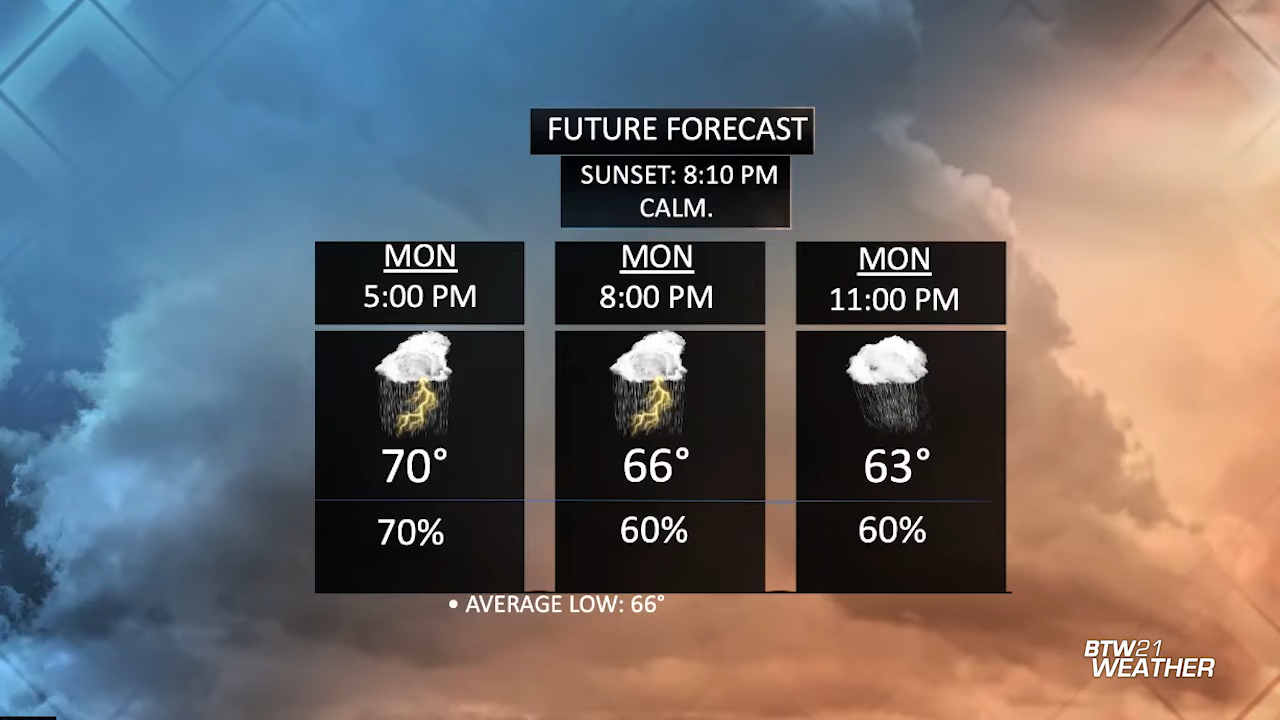 FUTURE FORECAST
SUNSET: 8:10 PM
CALM.
MON
5:00 PM
70°
70%
MON
8:00 PM
66°
60%
MON
11:00 PM
63°
60%
• AVERAGE LOW: 66°
BTW21
WEATHER